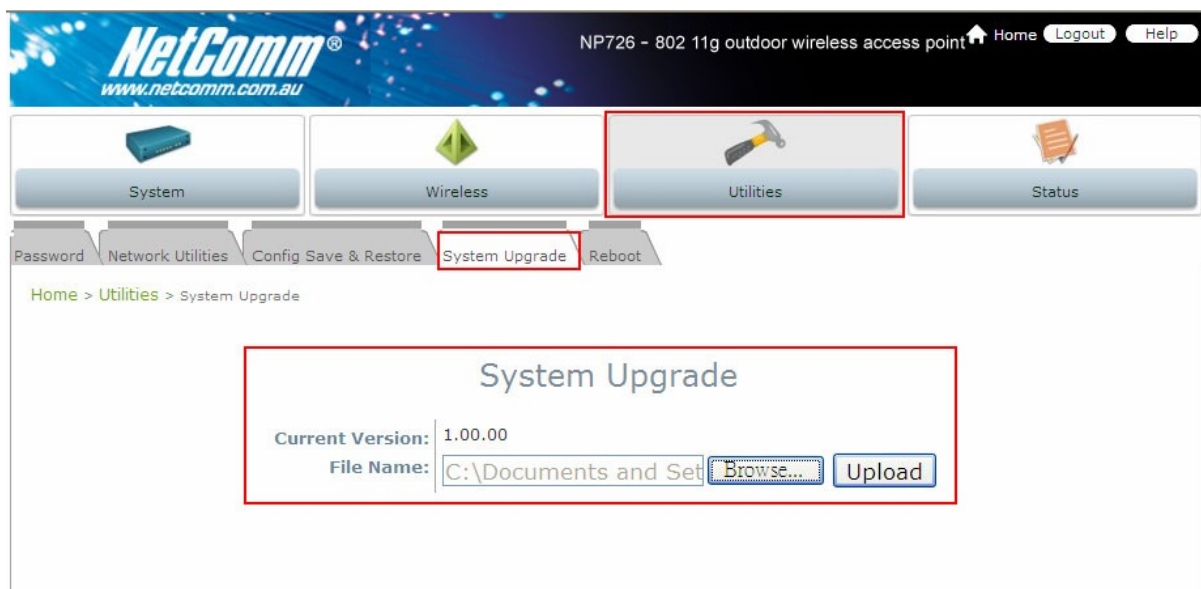 NetComm®
www.netcomm.com.au
NP726 - 802 11g outdoor wireless access point
Home Logout Help
System Wireless Utilities Status
Password Network Utilities Config Save & Restore System Upgrade Reboot
Home > Utilities > System Upgrade
System Upgrade
Current Version: 1.00.00
File Name: C:\Documents and Set Browse... Upload